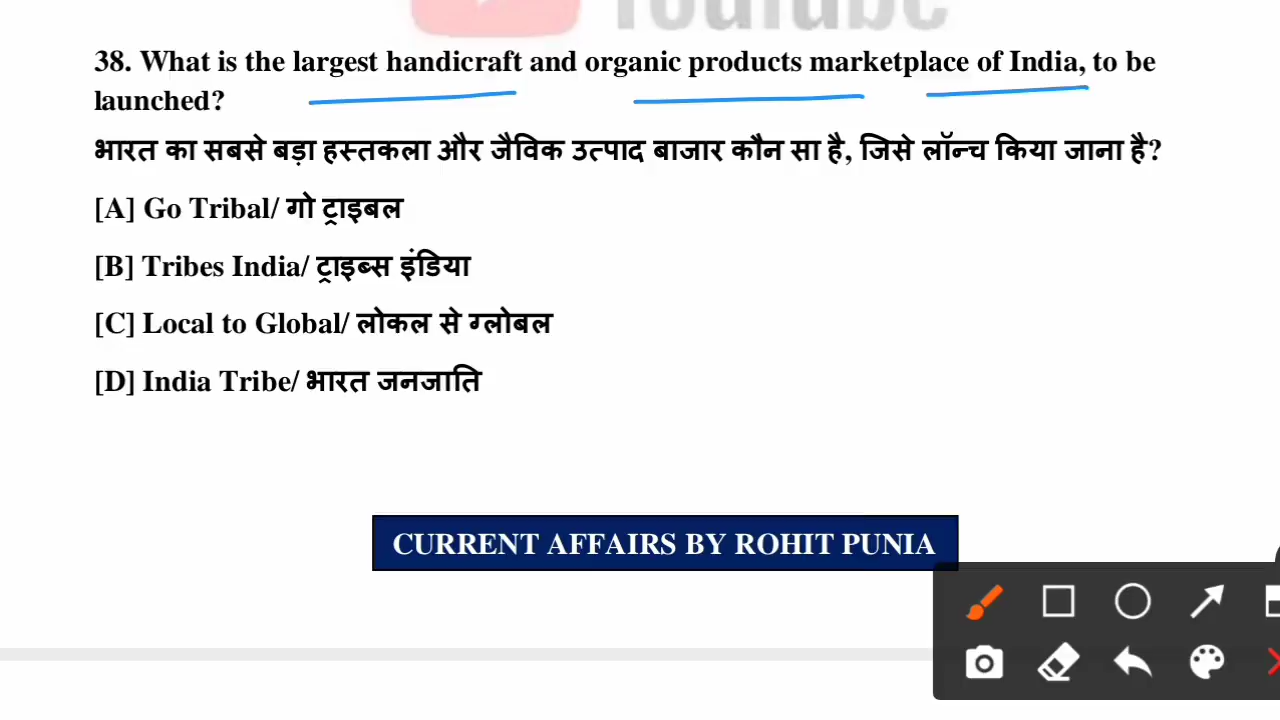 YouTube
38. What is the largest handicraft and organic products marketplace of India, to be
launched?
भारत का सबसे बड़ा हस्तकला और जैविक उत्पाद बाजार कौन सा है, जिसे लॉन्च किया जाना है?
[A] Go Tribal/ गो ट्राइबल
[B] Tribes India/ ट्राइब्स इंडिया
[C] Local to Global/ लोकल से ग्लोबल
[D] India Tribe/ भारत जनजाति
CURRENT AFFAIRS BY ROHIT PUNIA